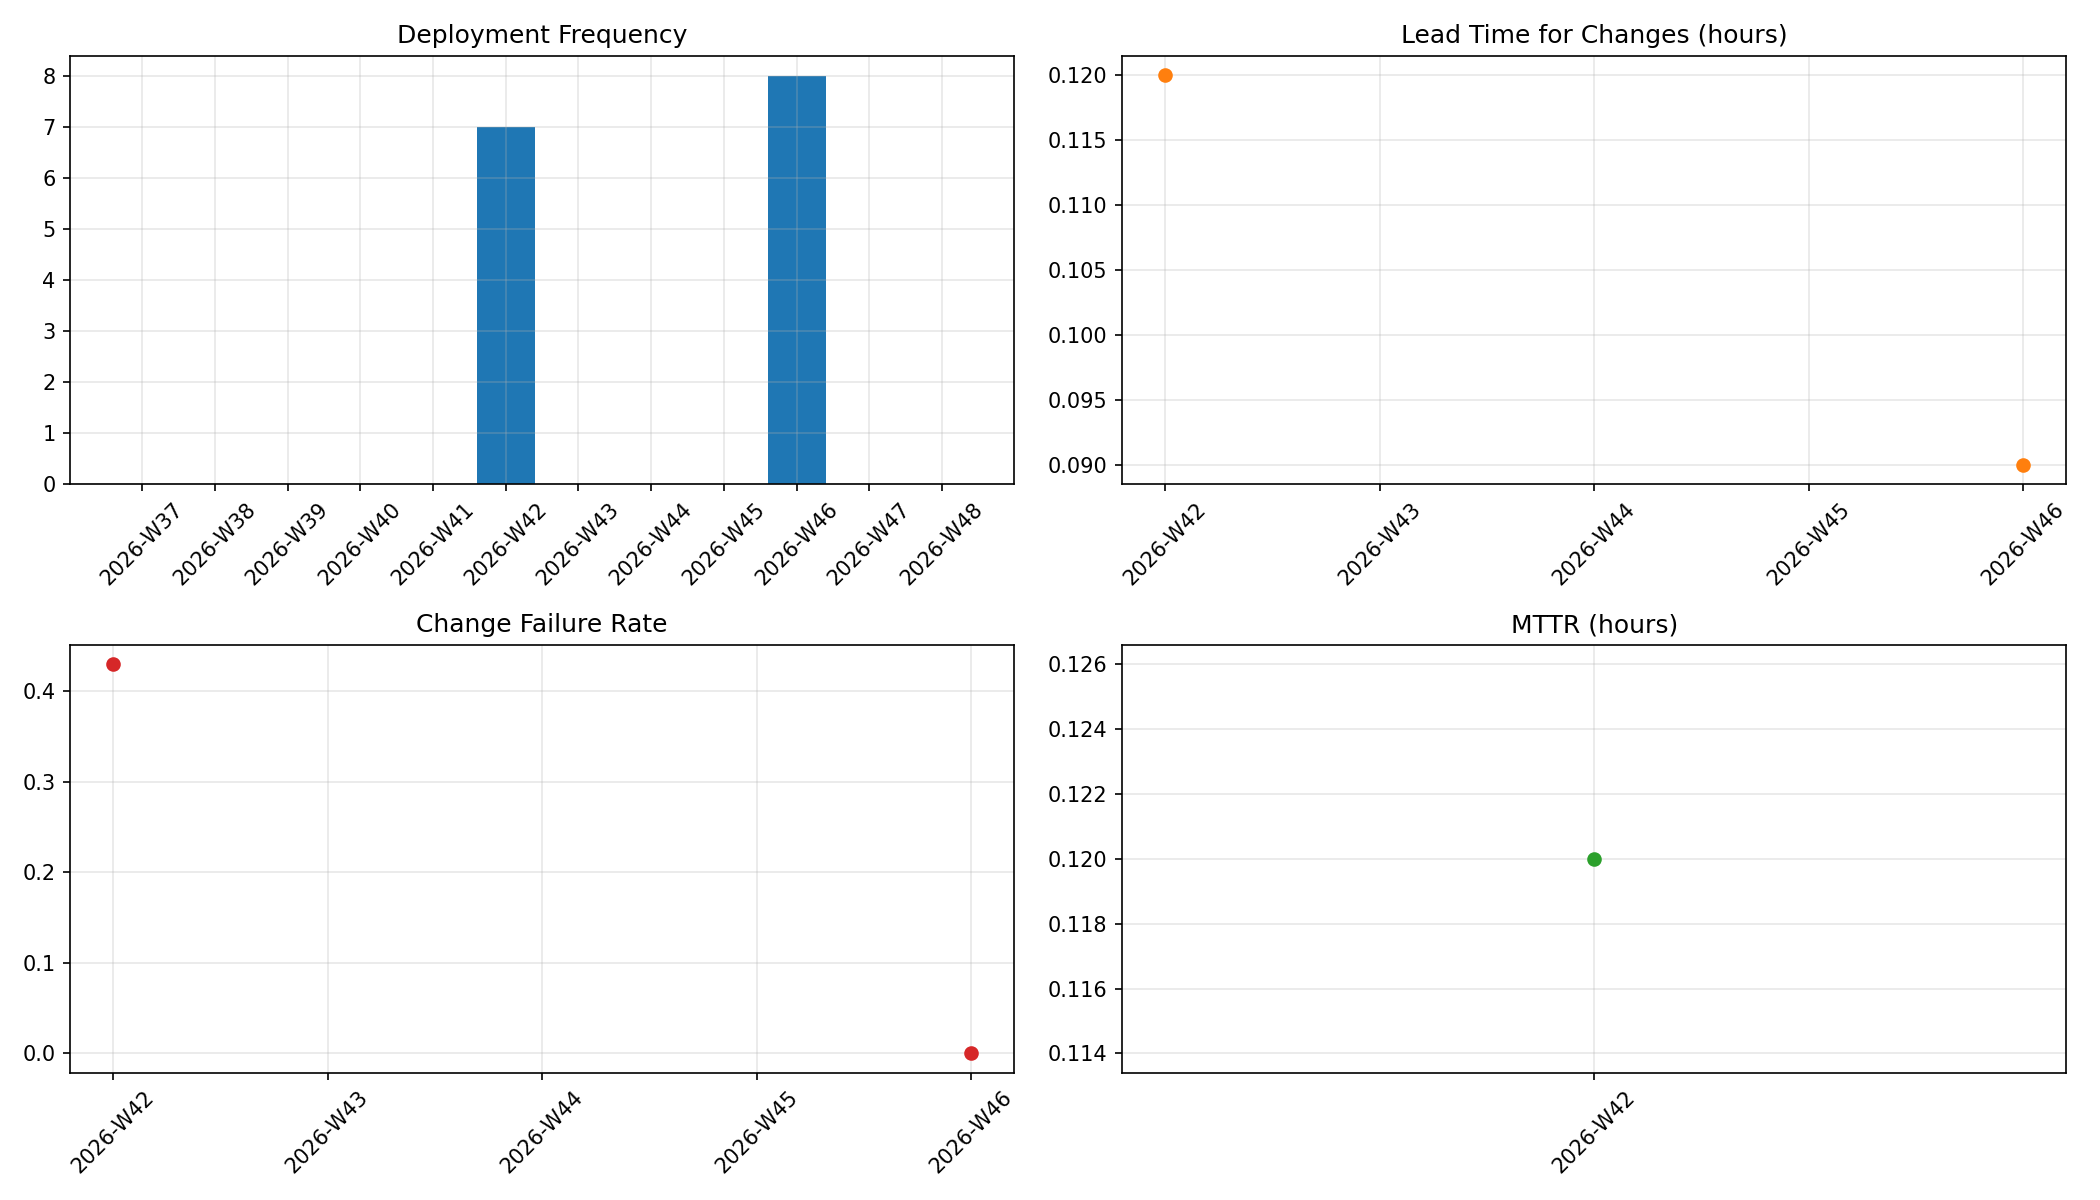 Deployment Frequency
8
7
6
5
4
3
2
1
0
2026-W37
2026-W38
2026-W39
2026-W40
2026-W41
2026-W42
2026-W43
2026-W44
2026-W45
2026-W46
2026-W47
2026-W48
Lead Time for Changes (hours)
0.120
0.115
0.110
0.105
0.100
0.095
0.090
2026-W42
2026-W43
2026-W44
2026-W45
2026-W46
Change Failure Rate
0.4
0.3
0.2
0.1
0.0
2026-W42
2026-W43
2026-W44
2026-W45
2026-W46
MTTR (hours)
0.126
0.124
0.122
0.120
0.118
0.116
0.114
2026-W42